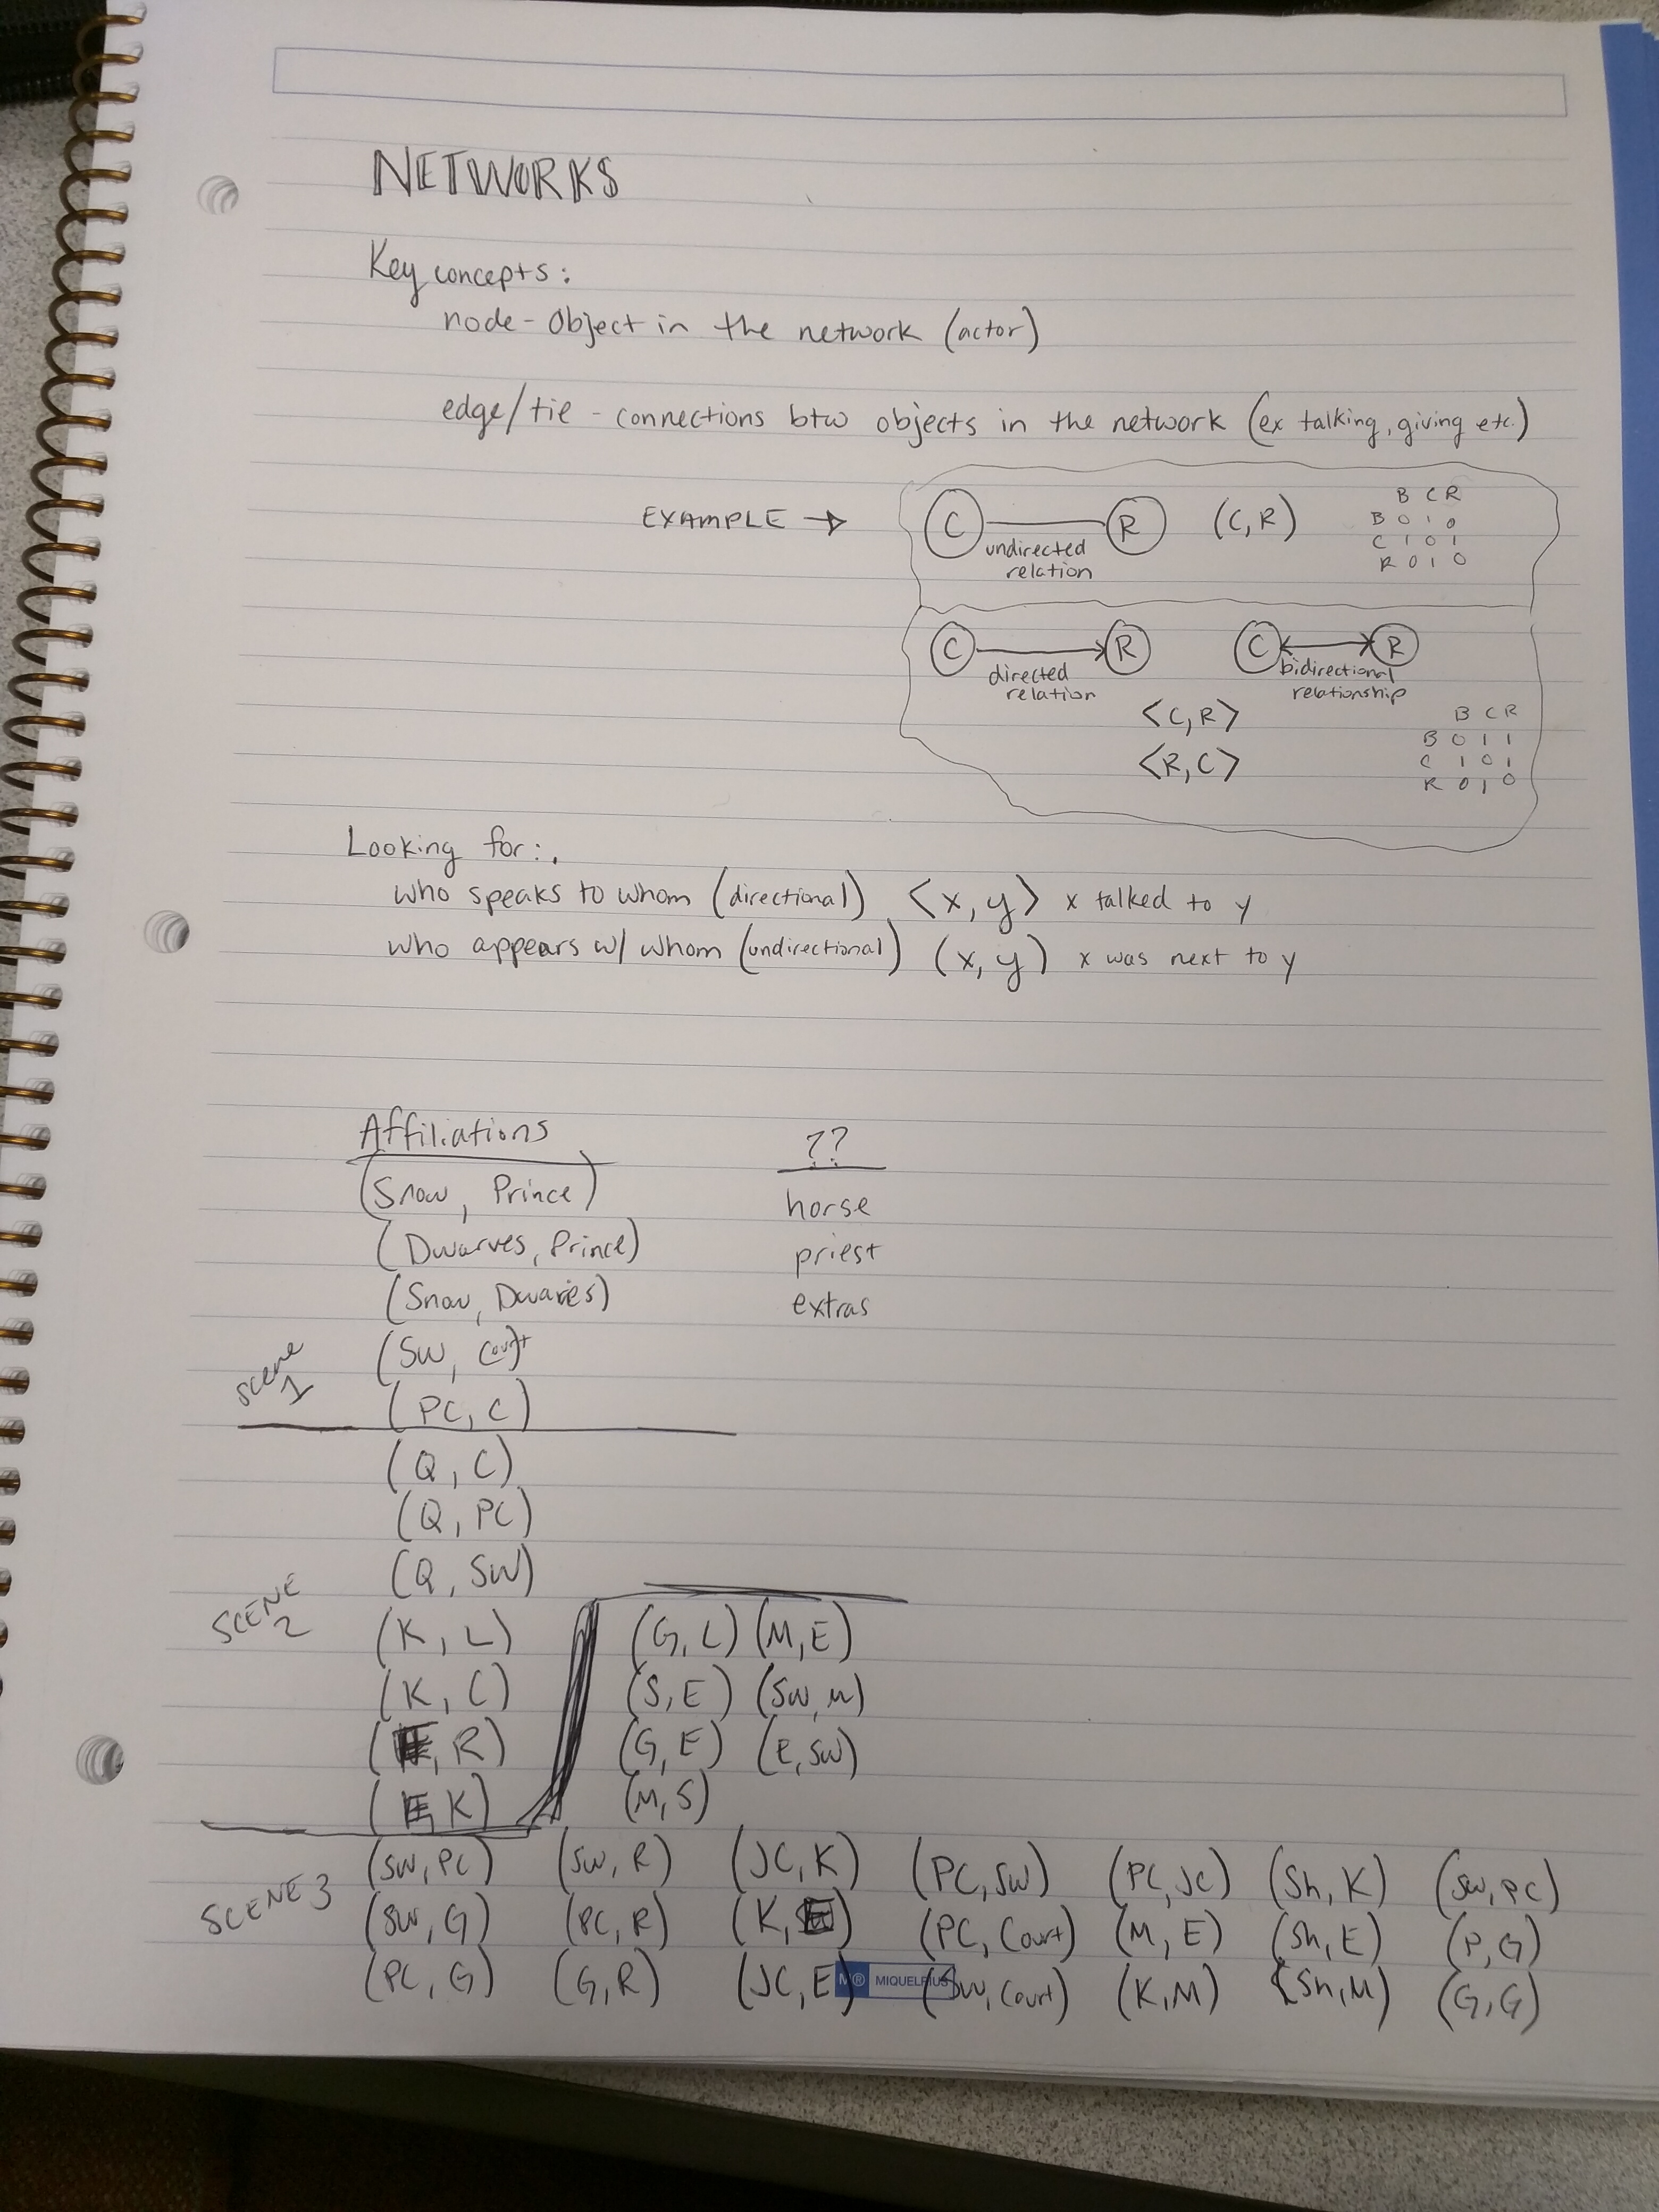 NETWORKS
Key concepts:
node - Object in the network (actor)
edge/tie - connections btw objects in the network (ex talking, giving etc.)
EXAMPLE →
C R (C, R)
undirected
relation
B C R
B 0 1 0
C 1 0 1
R 0 1 0
C R
directed
relation
C R
bidirectional
relationship
<C, R>
<R, C>
B C R
B 0 1 1
C 1 0 1
R 0 1 0
Looking for:
who speaks to whom (directional) <x, y> x talked to y
who appears w/ whom (undirectional) (x, y) x was next to y
Affiliations ??
(Snow, Prince) horse
(Dwarves, Prince) priest
(Snow, Dwarves) extras
scene 1
(SW, Court)
(PC, C)
(Q, C)
(Q, PC)
(Q, SW)
SCENE 2
(K, L) (G, L) (M, E)
(K, C) (S, E) (SW, M)
( , R) (G, E) (E, SW)
( K) (M, S)
SCENE 3
(SW, PC) (SW, R) (JC, K) (PC, SW) (PC, JC) (Sh, K) (SW, PC)
(SW, G) (PC, R) (K, ) (PC, Court) (M, E) (Sh, E) (P, G)
(PC, G) (G, R) (JC, E) (SW, Court) (K, M) (Sh, M) (G, G)
MIQUELRIUS